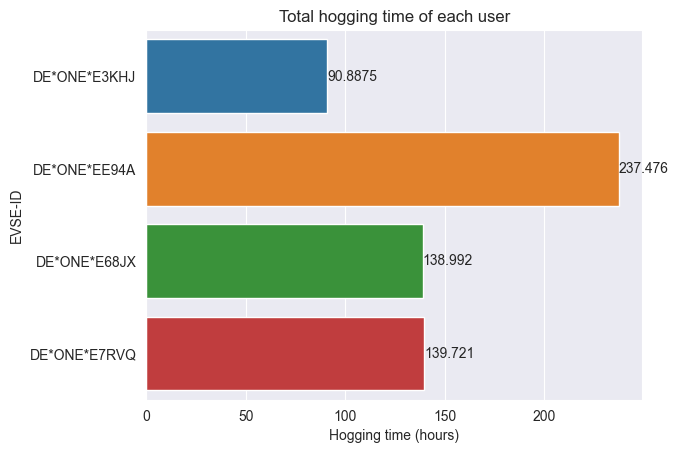 Total hogging time of each user
DE*ONE*E3KHJ
90.8875
DE*ONE*EE94A
237.476
EVSE-ID
DE*ONE*E68JX
138.992
DE*ONE*E7RVQ
139.721
0 50 100 150 200
Hogging time (hours)